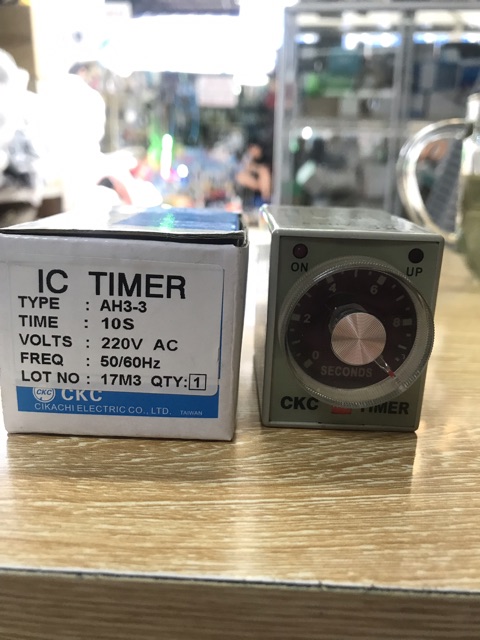 IC TIMER
TYPE : AH3-3
TIME : 10S
VOLTS : 220V AC
FREQ : 50/60Hz
LOT NO : 17M3 QTY: 1
CKC CKC
CIKACHI ELECTRIC CO., LTD. TAIWAN
ON UP
0 2 4 6 8
SECONDS
CKC TIMER